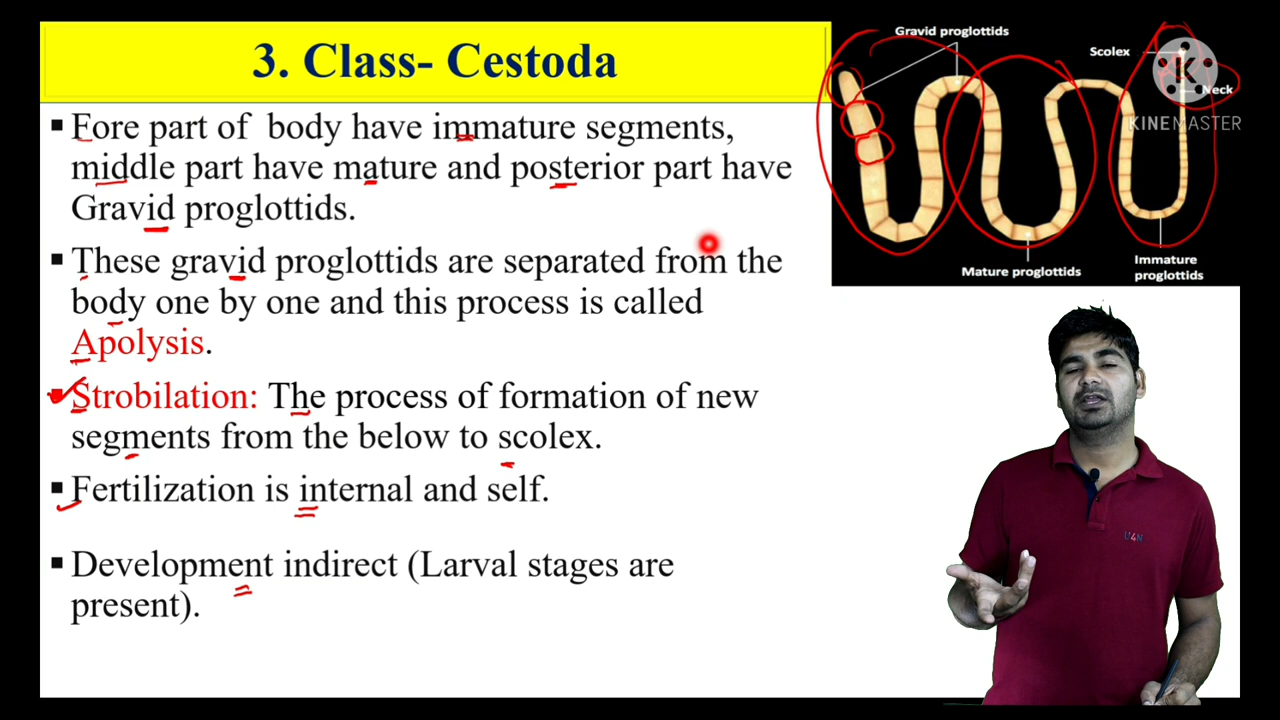 3. Class- Cestoda
▪ Fore part of body have immature segments,
middle part have mature and posterior part have
Gravid proglottids.
▪ These gravid proglottids are separated from the
body one by one and this process is called
Apolysis.
▪ Strobilation: The process of formation of new
segments from the below to scolex.
▪ Fertilization is internal and self.
▪ Development indirect (Larval stages are
present).
Gravid proglottids
Scolex
Neck
K
KINEMASTER
Mature proglottids
Immature
proglottids
U4N